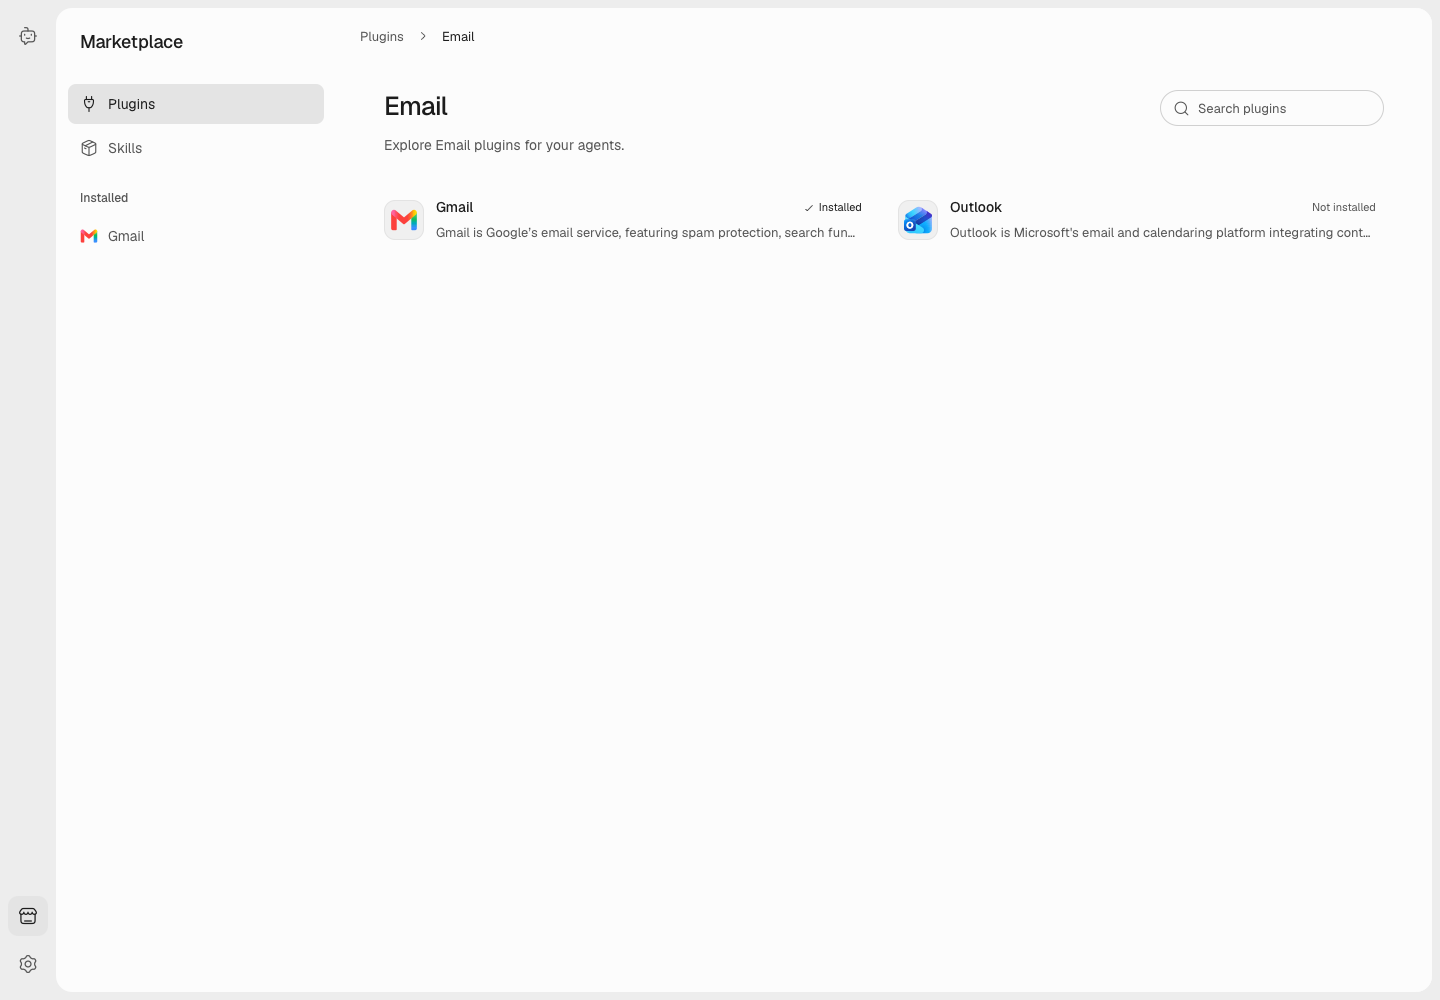 Marketplace
Plugins
Skills
Installed
Gmail
Plugins
Email
Email
Search plugins
Explore Email plugins for your agents.
Gmail
Installed
Gmail is Google's email service, featuring spam protection, search fun...
Outlook
Not installed
Outlook is Microsoft's email and calendaring platform integrating cont...